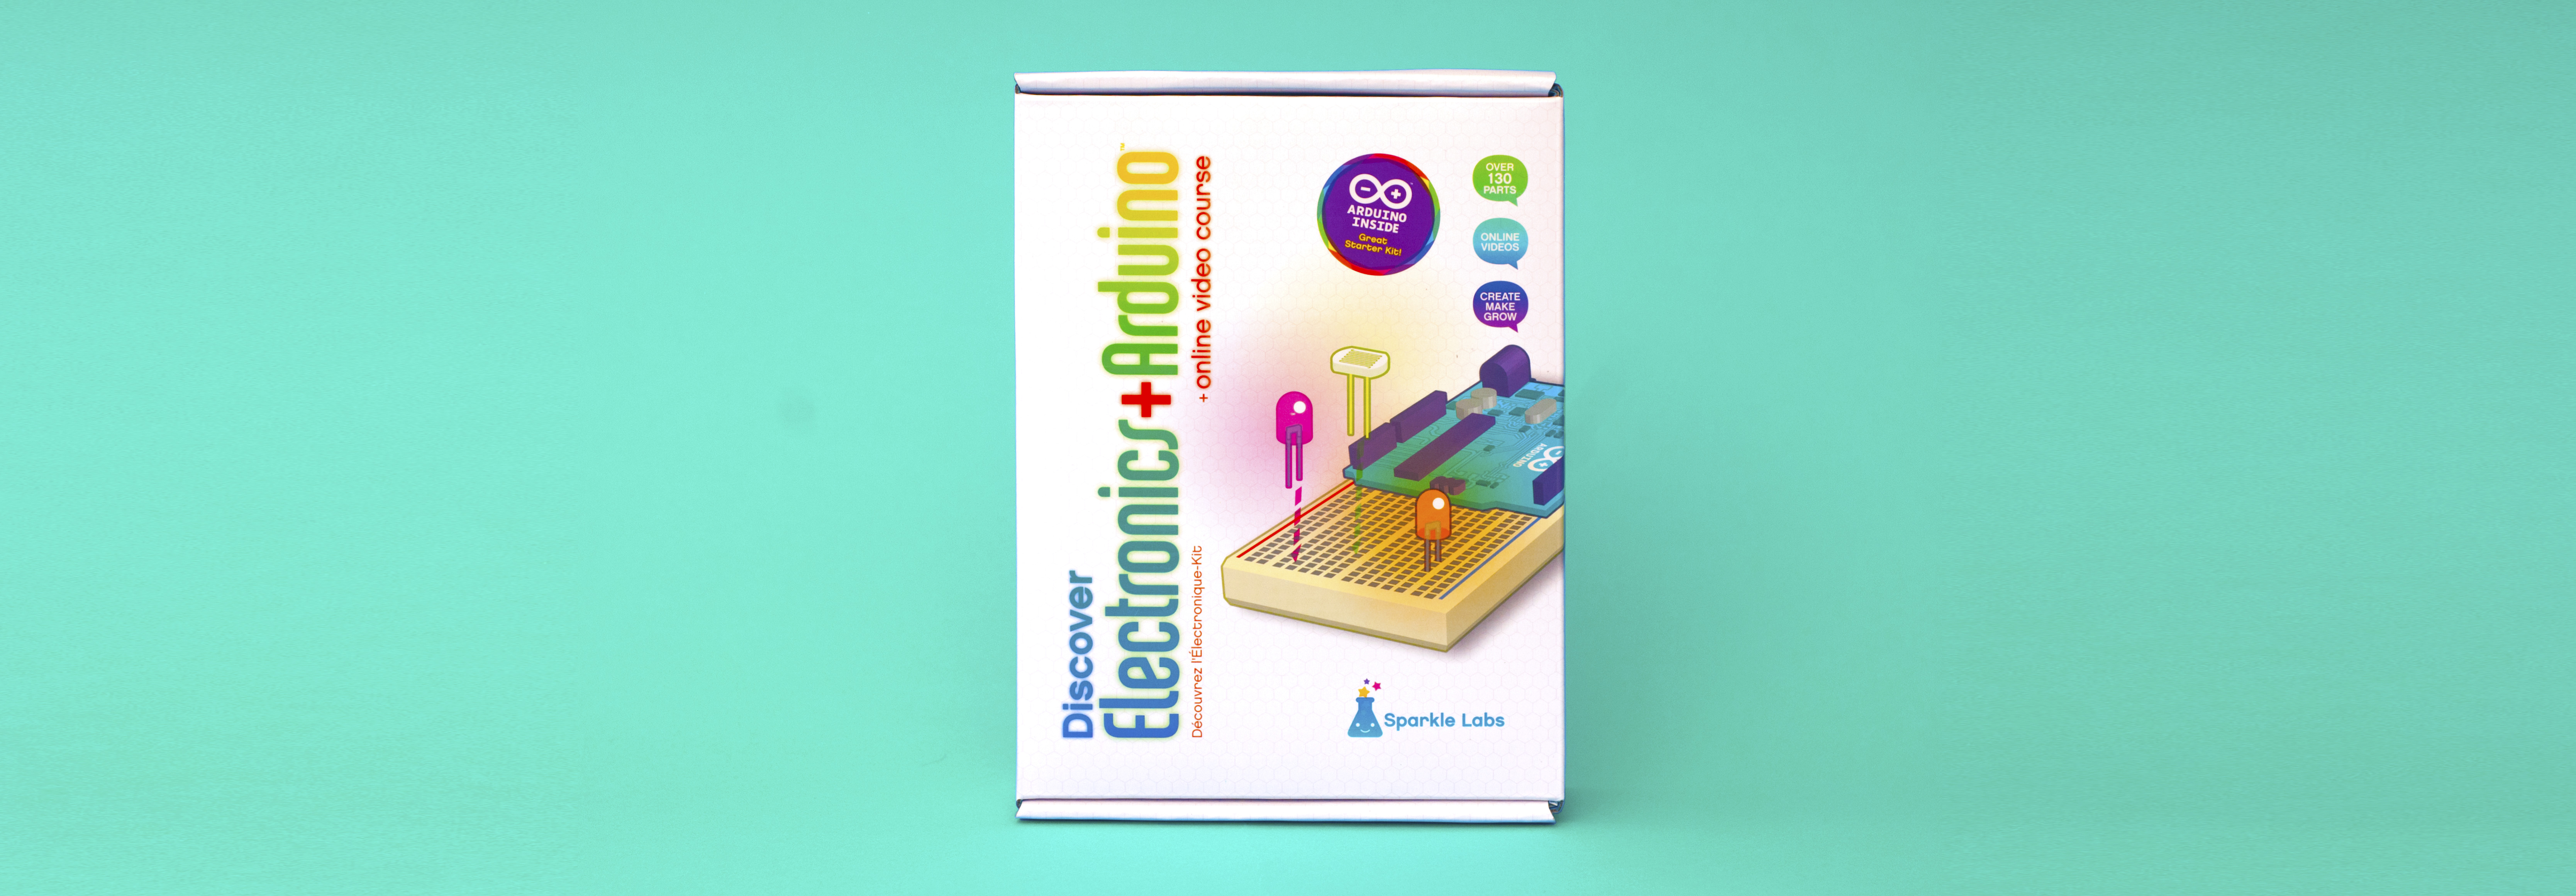 Discover
Electronics+Arduino™
Découvrez l'Électronique-Kit
+ online video course
ARDUINO
INSIDE
Great
Starter Kit!
OVER
130
PARTS
ONLINE
VIDEOS
CREATE
MAKE
GROW
ARDUINO
Sparkle Labs